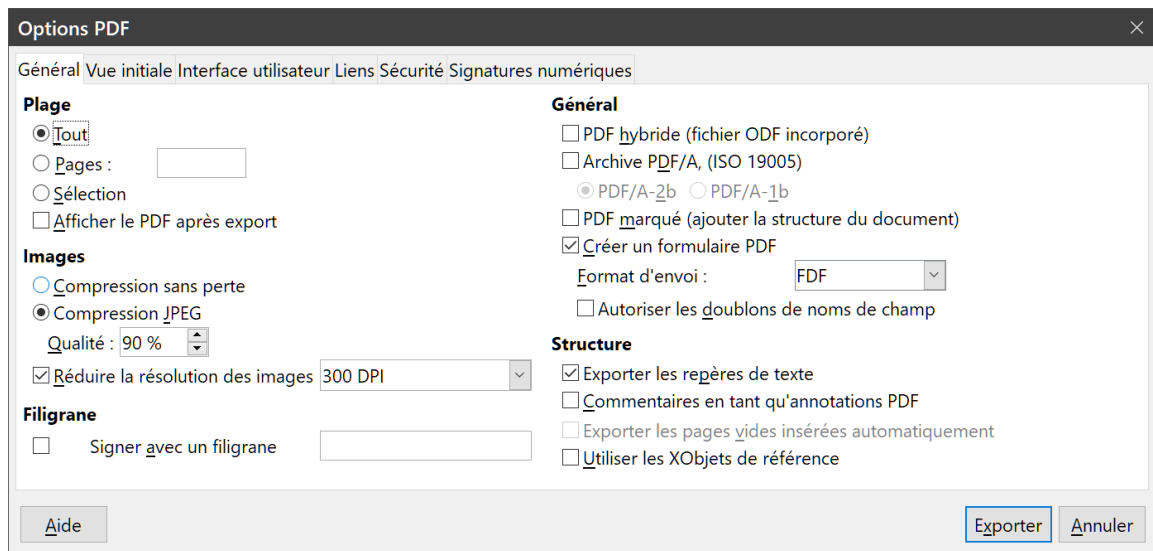 Options PDF
Général Vue initiale Interface utilisateur Liens Sécurité Signatures numériques
Plage
Tout
Pages :
Sélection
Afficher le PDF après export
Images
Compression sans perte
Compression JPEG
Qualité : 90 %
Réduire la résolution des images 300 DPI
Filigrane
Signer avec un filigrane
Général
PDF hybride (fichier ODF incorporé)
Archive PDF/A, (ISO 19005)
PDF/A-2b PDF/A-1b
PDF marqué (ajouter la structure du document)
Créer un formulaire PDF
Format d'envoi : FDF
Autoriser les doublons de noms de champ
Structure
Exporter les repères de texte
Commentaires en tant qu'annotations PDF
Exporter les pages vides insérées automatiquement
Utiliser les XObjets de référence
Aide Exporter Annuler